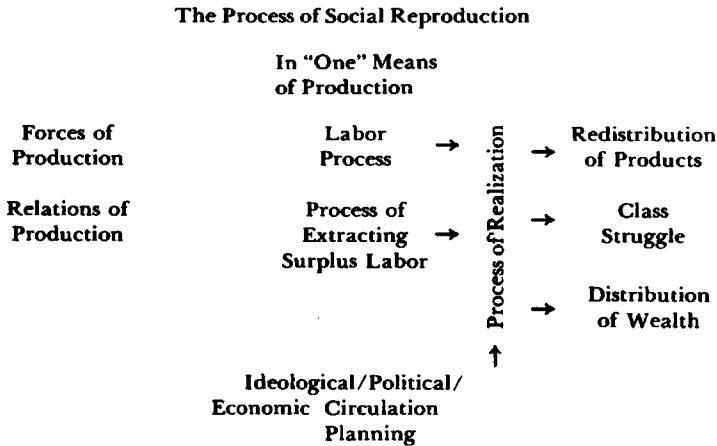 The Process of Social Reproduction
In “One” Means
of Production
Forces of
Production
Labor
Process
→
Process of Realization
→
Redistribution
of Products
Relations of
Production
Process of
Extracting
Surplus Labor
→
→
Class
Struggle
→
Distribution
of Wealth
↑
Ideological/Political/
Economic Circulation
Planning